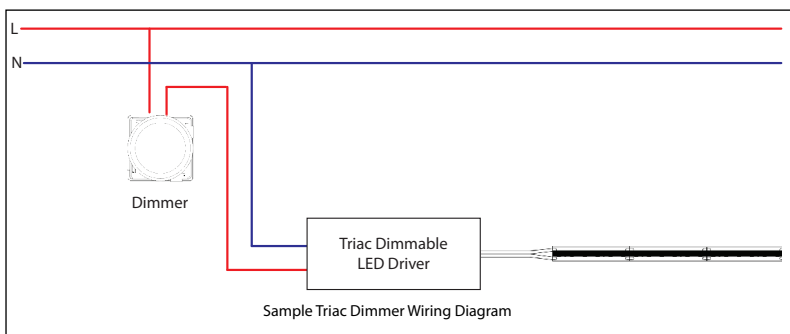 L
N
Dimmer
Triac Dimmable
LED Driver
Sample Triac Dimmer Wiring Diagram